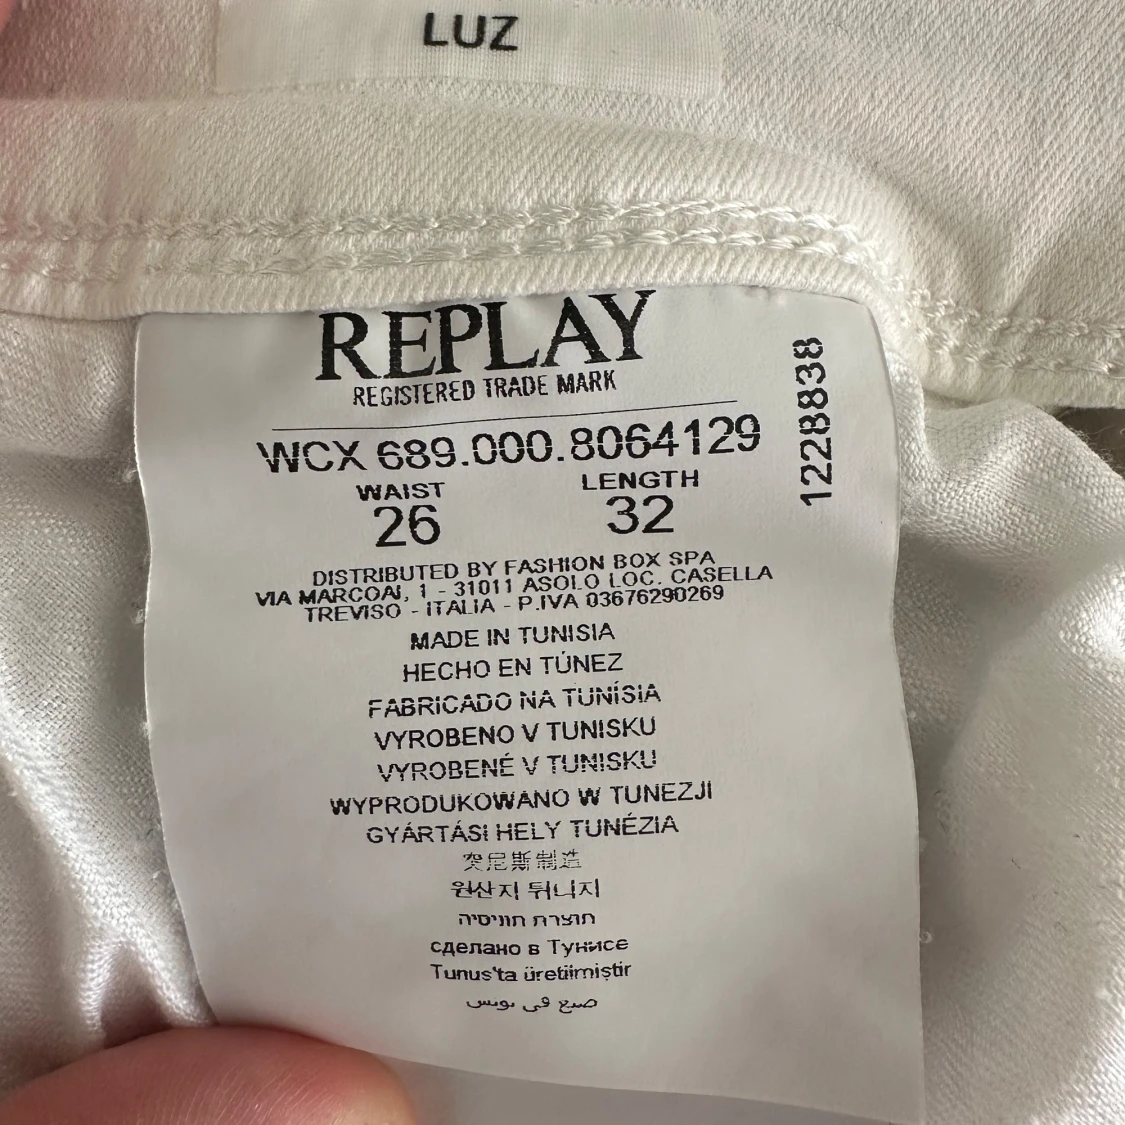 LUZ
REPLAY
REGISTERED TRADE MARK
WCX 689.000.8064129
WAIST LENGTH
26 32
1228838
DISTRIBUTED BY FASHION BOX SPA
VIA MARCOAI, 1 - 31011 ASOLO LOC. CASELLA
TREVISO - ITALIA - P.IVA 03676290269
MADE IN TUNISIA
HECHO EN TÚNEZ
FABRICADO NA TUNÍSIA
VYROBENO V TUNISKU
VYROBENÉ V TUNISKU
WYPRODUKOWANO W TUNEZJI
GYÁRTÁSI HELY TUNÉZIA
突尼斯制造
원산지 튀니지
תוצרת תוניסיה
сделано в Тунисе
Tunus'ta üretiimiştir
صنع في تونس